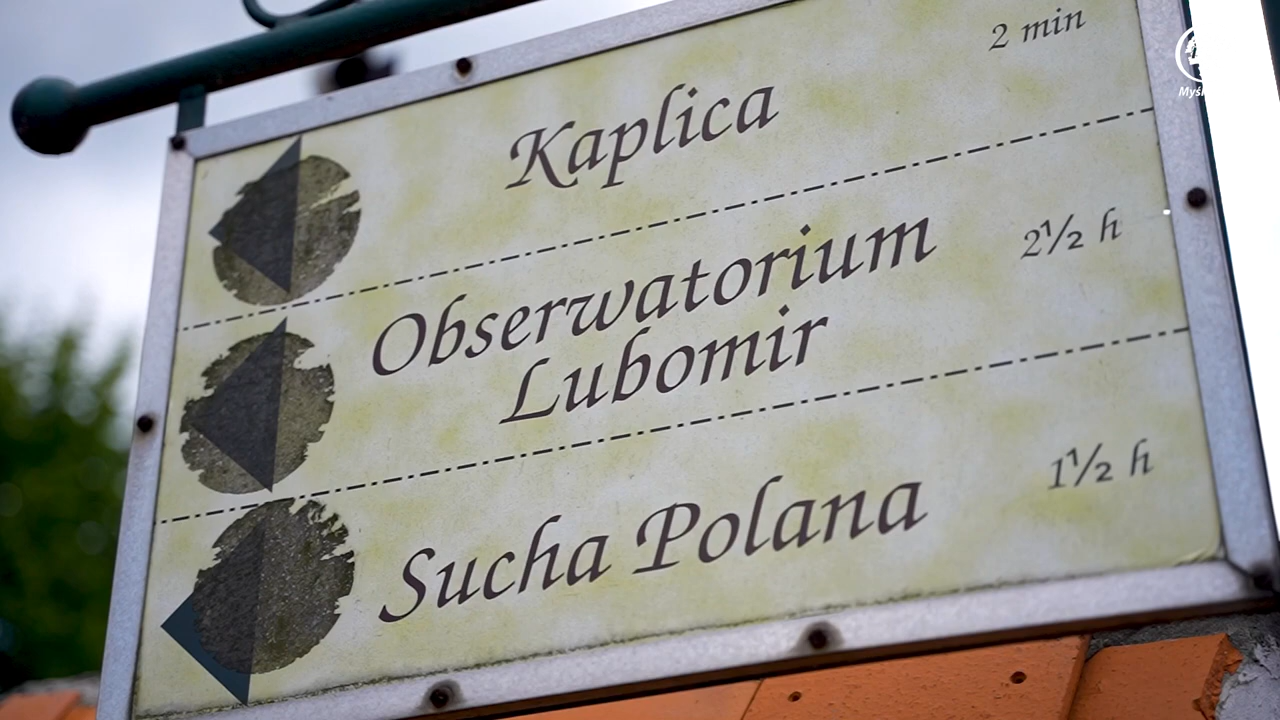 Kaplica 2 min
Obserwatorium 2½ h
Lubomir
Sucha Polana 1½ h